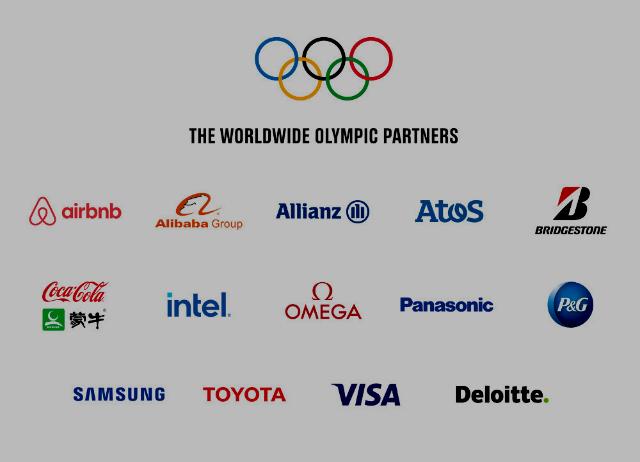 THE WORLDWIDE OLYMPIC PARTNERS
airbnb
Alibaba Group
Allianz
Atos
BRIDGESTONE
Coca-Cola
蒙牛®
intel.
OMEGA
Panasonic
P&G
SAMSUNG
TOYOTA
VISA
Deloitte.